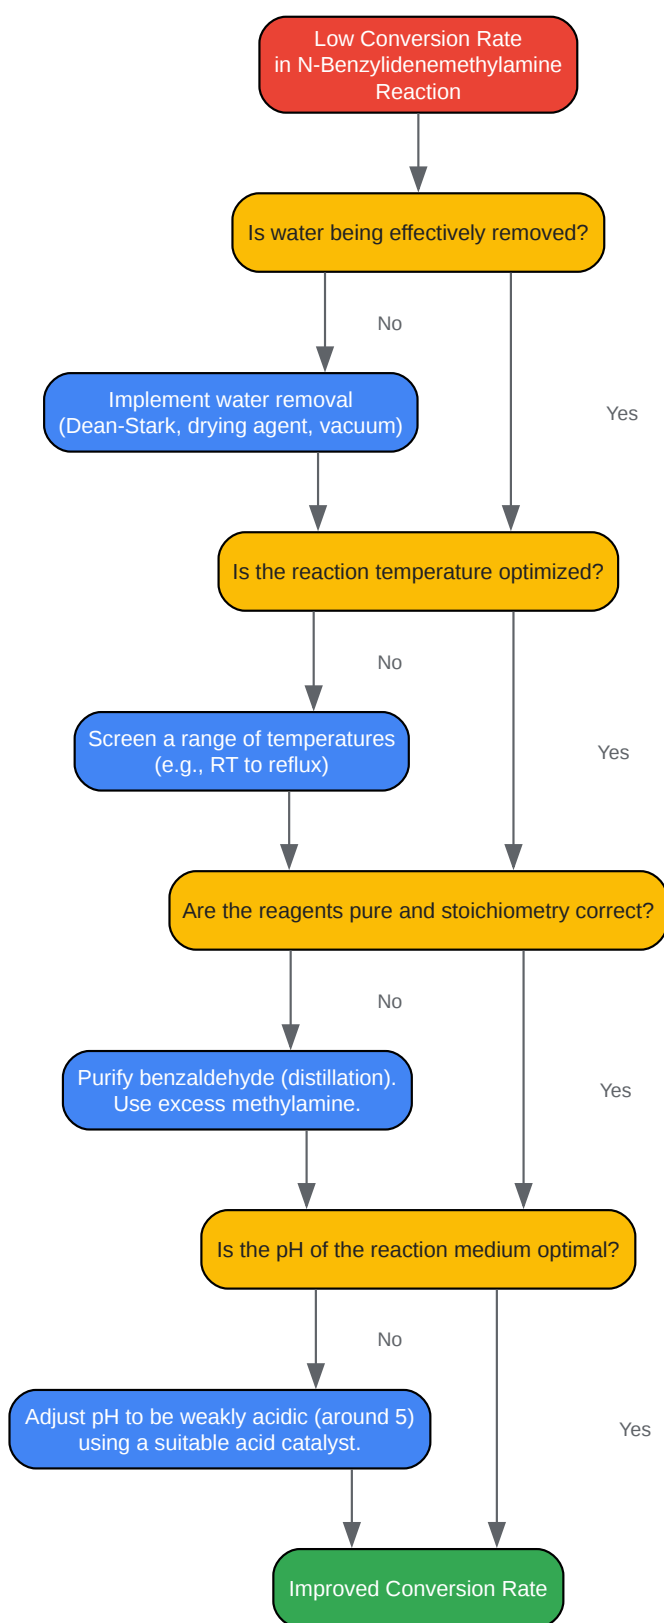 Low Conversion Rate
in N-Benzylidenemethylamine
Reaction
Is water being effectively removed?
No
Implement water removal
(Dean-Stark, drying agent, vacuum)
Yes
Is the reaction temperature optimized?
No
Screen a range of temperatures
(e.g., RT to reflux)
Yes
Are the reagents pure and stoichiometry correct?
No
Purify benzaldehyde (distillation).
Use excess methylamine.
Yes
Is the pH of the reaction medium optimal?
No
Adjust pH to be weakly acidic (around 5)
using a suitable acid catalyst.
Yes
Improved Conversion Rate